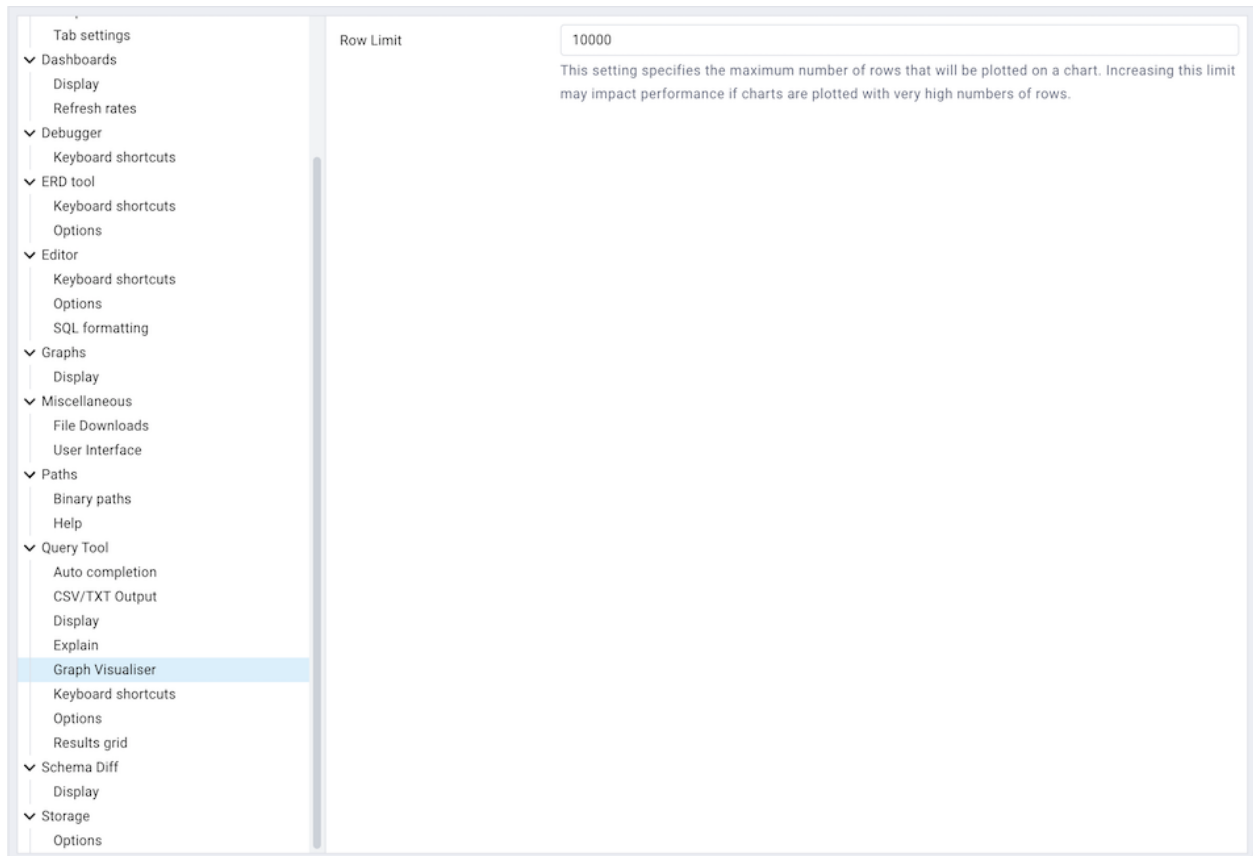 Tab settings
Dashboards
Display
Refresh rates
Debugger
Keyboard shortcuts
ERD tool
Keyboard shortcuts
Options
Editor
Keyboard shortcuts
Options
SQL formatting
Graphs
Display
Miscellaneous
File Downloads
User Interface
Paths
Binary paths
Help
Query Tool
Auto completion
CSV/TXT Output
Display
Explain
Graph Visualiser
Keyboard shortcuts
Options
Results grid
Schema Diff
Display
Storage
Options
Row Limit
10000
This setting specifies the maximum number of rows that will be plotted on a chart. Increasing this limit
may impact performance if charts are plotted with very high numbers of rows.